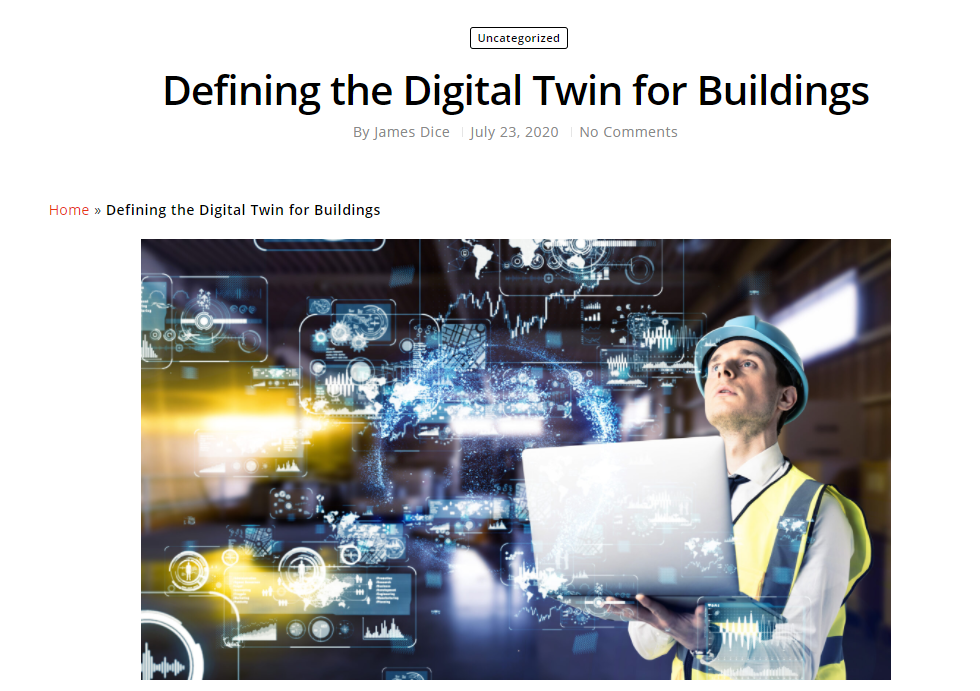 Uncategorized
Defining the Digital Twin for Buildings
By James Dice July 23, 2020 No Comments
Home » Defining the Digital Twin for Buildings